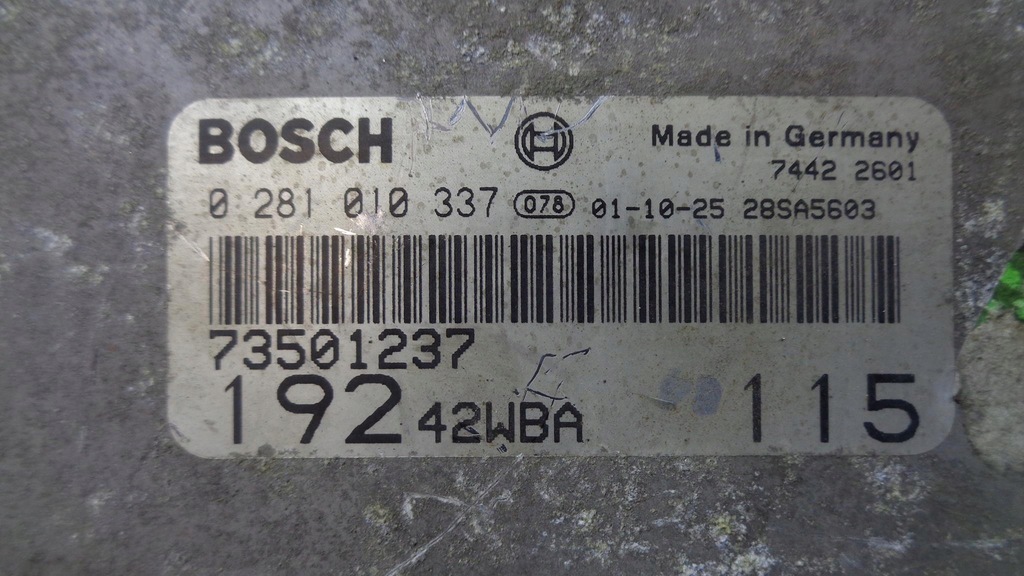 BOSCH
Made in Germany
7442 2601
0 281 010 337 078 01-10-25 28SA5603
73501237
192 42WBA 115